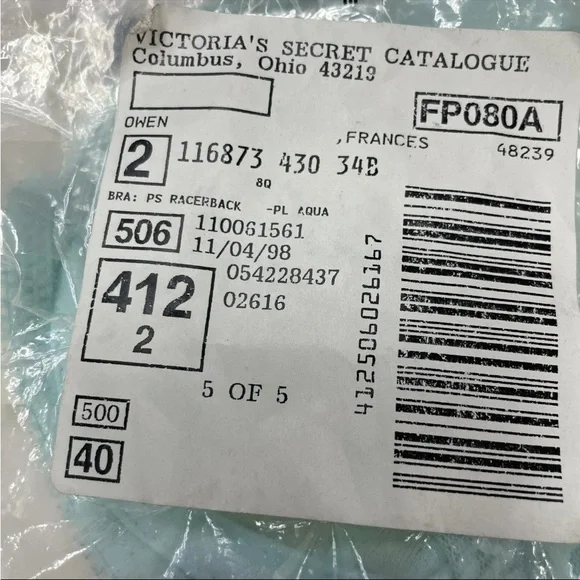 VICTORIA'S SECRET CATALOGUE
Columbus, Ohio 43219
FP080A
OWEN ,FRANCES 48239
2 116873 430 34B
8Q
BRA: PS RACERBACK -PL AQUA
506 110061561
11/04/98
412 054228437
2 02616
5 OF 5
500
40
412506026167